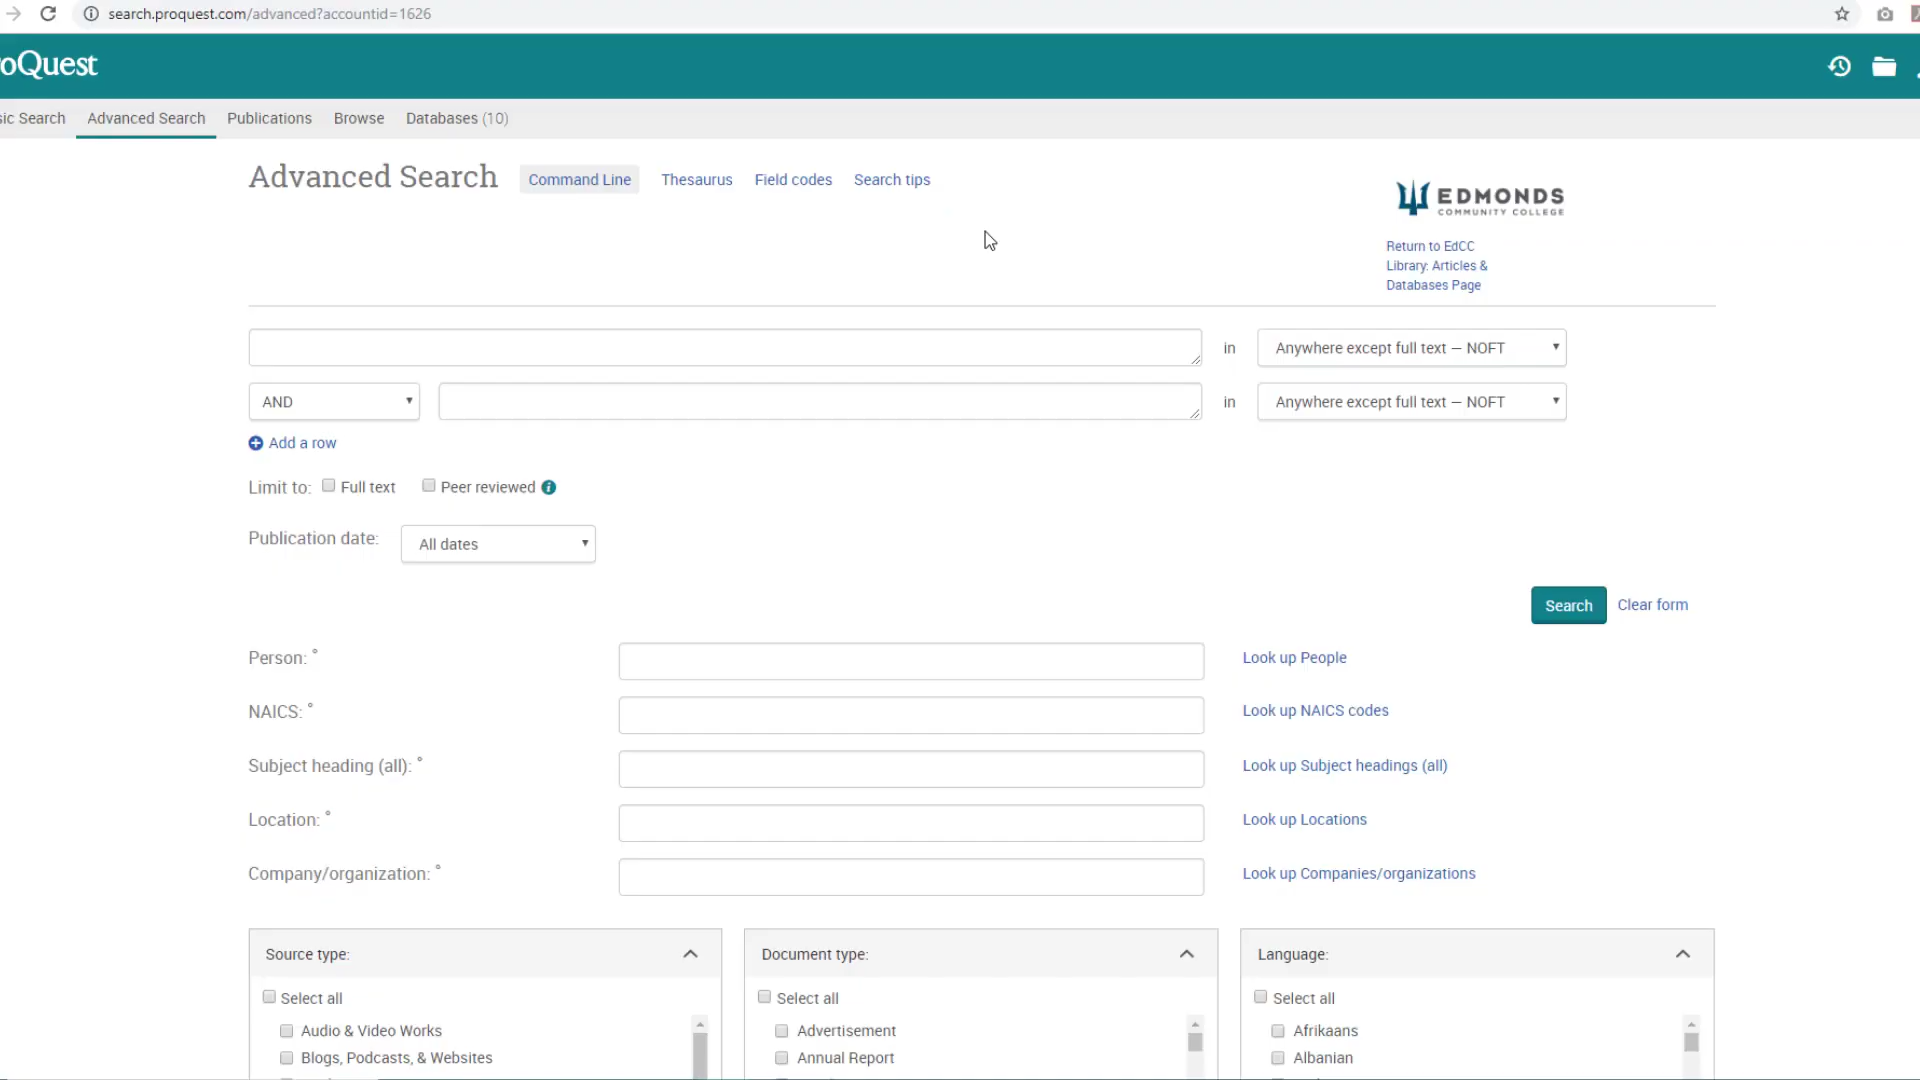 search.proquest.com/advanced?accountid=1626
oQuest
sic Search Advanced Search Publications Browse Databases (10)
Advanced Search Command Line Thesaurus Field codes Search tips
EDMONDS
COMMUNITY COLLEGE
Return to EdCC
Library: Articles &
Databases Page
in Anywhere except full text — NOFT
AND in Anywhere except full text — NOFT
Add a row
Limit to: Full text Peer reviewed
Publication date: All dates
Search Clear form
Person: ° Look up People
NAICS: ° Look up NAICS codes
Subject heading (all): ° Look up Subject headings (all)
Location: ° Look up Locations
Company/organization: ° Look up Companies/organizations
Source type: Document type: Language:
Select all Select all Select all
Audio & Video Works Advertisement Afrikaans
Blogs, Podcasts, & Websites Annual Report Albanian